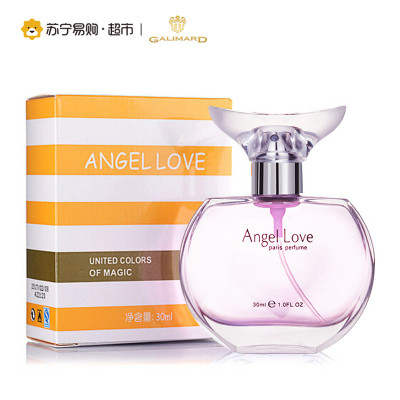 苏宁易购·超市
GALIMARD
ANGEL LOVE
UNITED COLORS
OF MAGIC
净含量:30ml
Angel Love
paris perfume
30ml e 1.0FL OZ